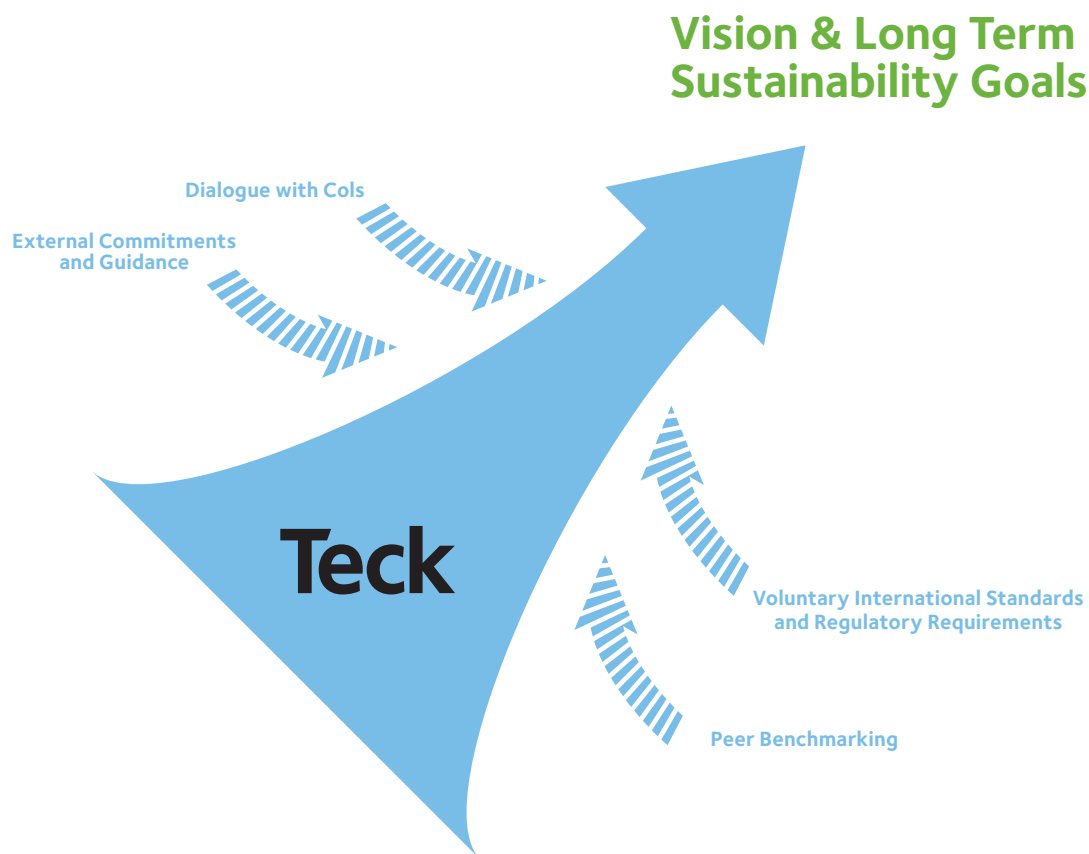 Vision & Long Term
Sustainability Goals
Dialogue with CoIs
External Commitments
and Guidance
Teck
Voluntary International Standards
and Regulatory Requirements
Peer Benchmarking